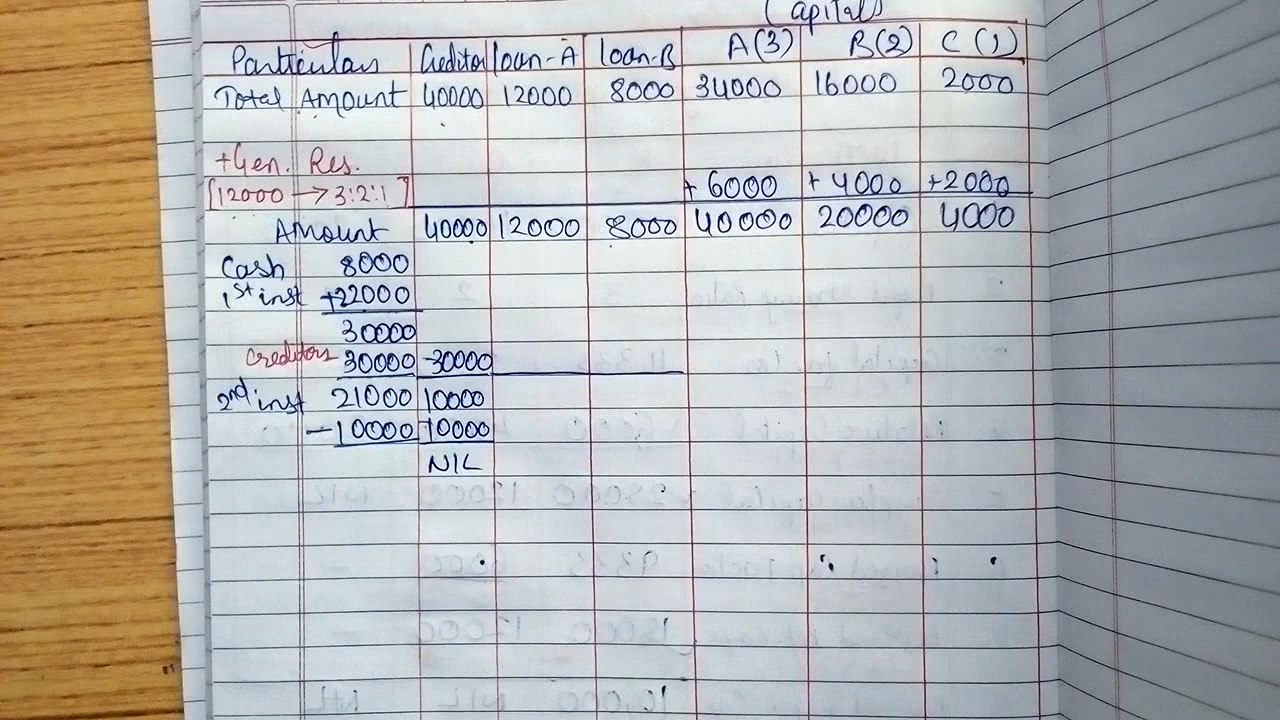 (Capital)
Particulars Creditor loan-A loan-B A(3) B(2) C(1)
Total Amount 40000 12000 8000 34000 16000 2000
+Gen. Res.
[12000 → 3:2:1] + 6000 + 4000 +2000
Amount 40000 12000 8000 40000 20000 4000
Cash 8000
1st inst +22000
30000
Creditors 30000 -30000
2nd inst 21000 10000
-10000 10000
NIL